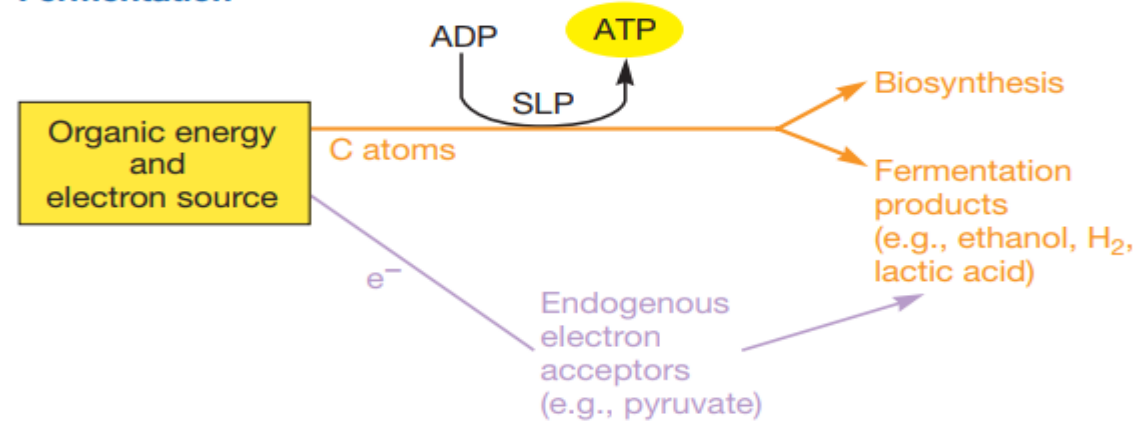 Fermentation
ADP
ATP
SLP
Organic energy
and
electron source
C atoms
Biosynthesis
Fermentation
products
(e.g., ethanol, H₂,
lactic acid)
e⁻
Endogenous
electron
acceptors
(e.g., pyruvate)